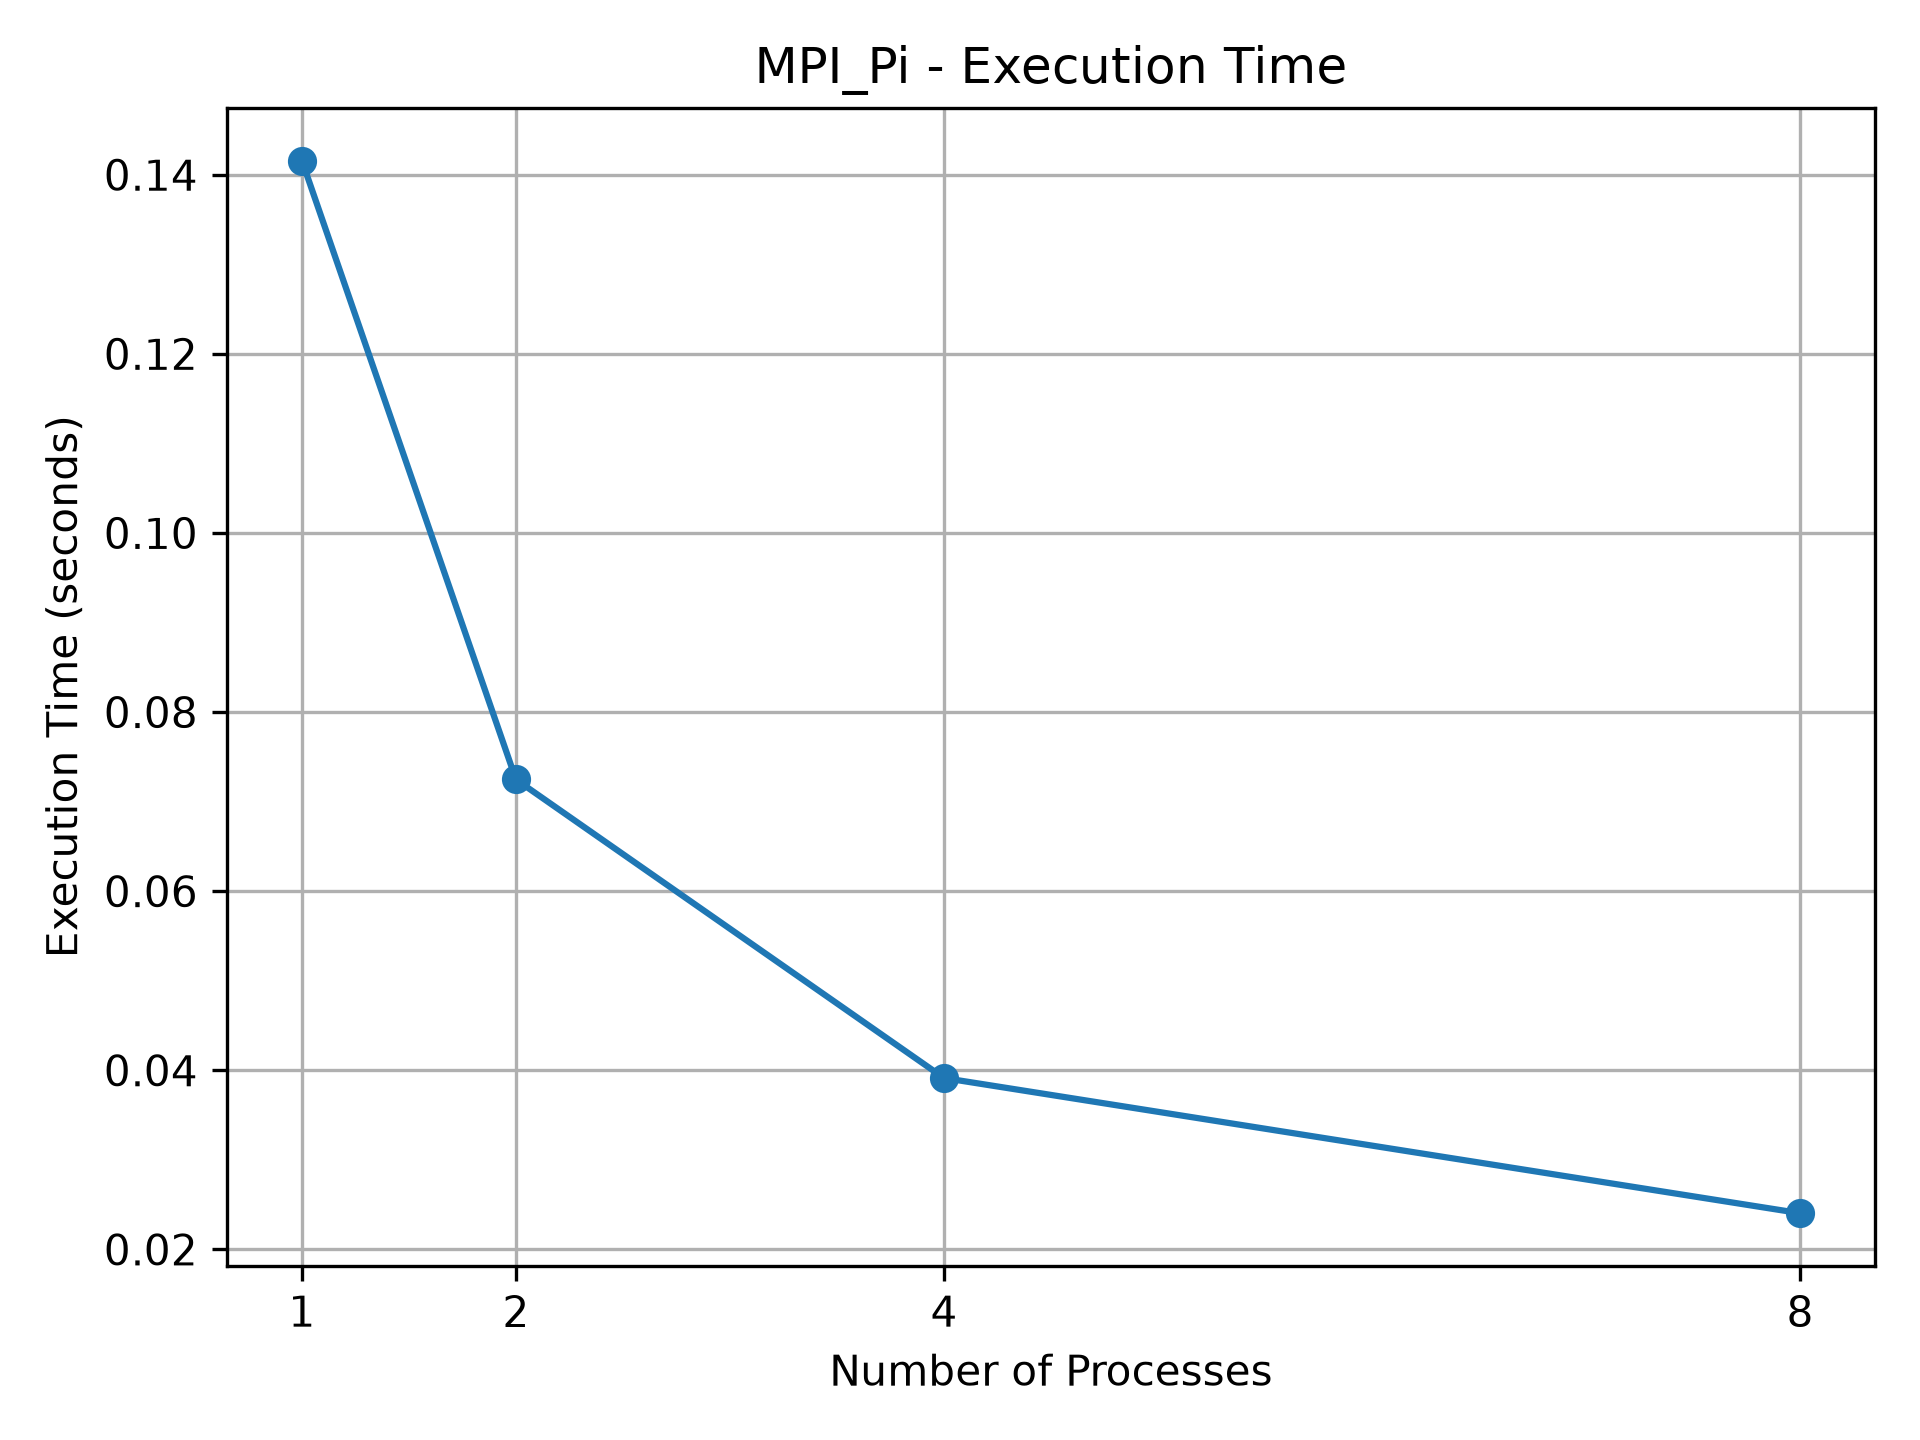 MPI_Pi - Execution Time
Execution Time (seconds)
0.14
0.12
0.10
0.08
0.06
0.04
0.02
1 2 4 8
Number of Processes